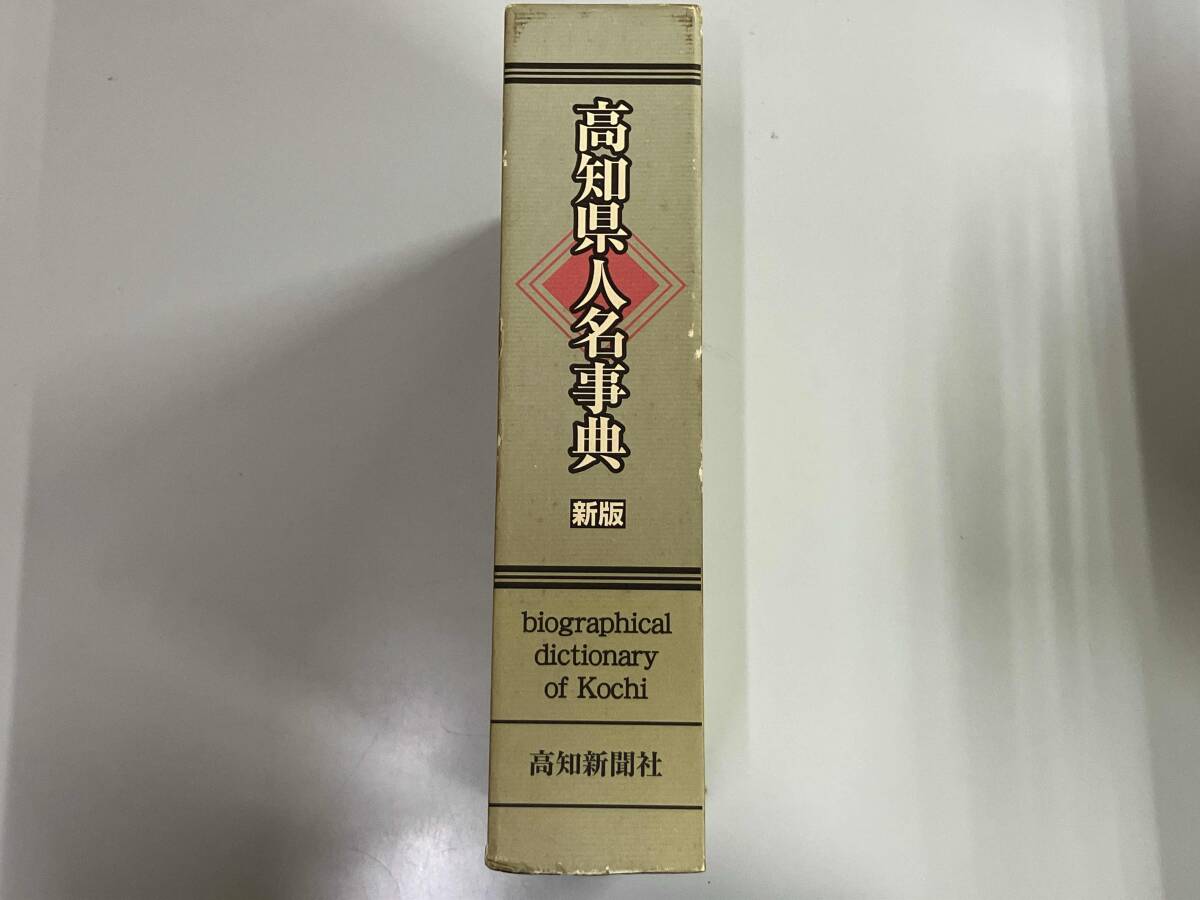 高知県人名事典
新版
biographical
dictionary
of Kochi
高知新聞社